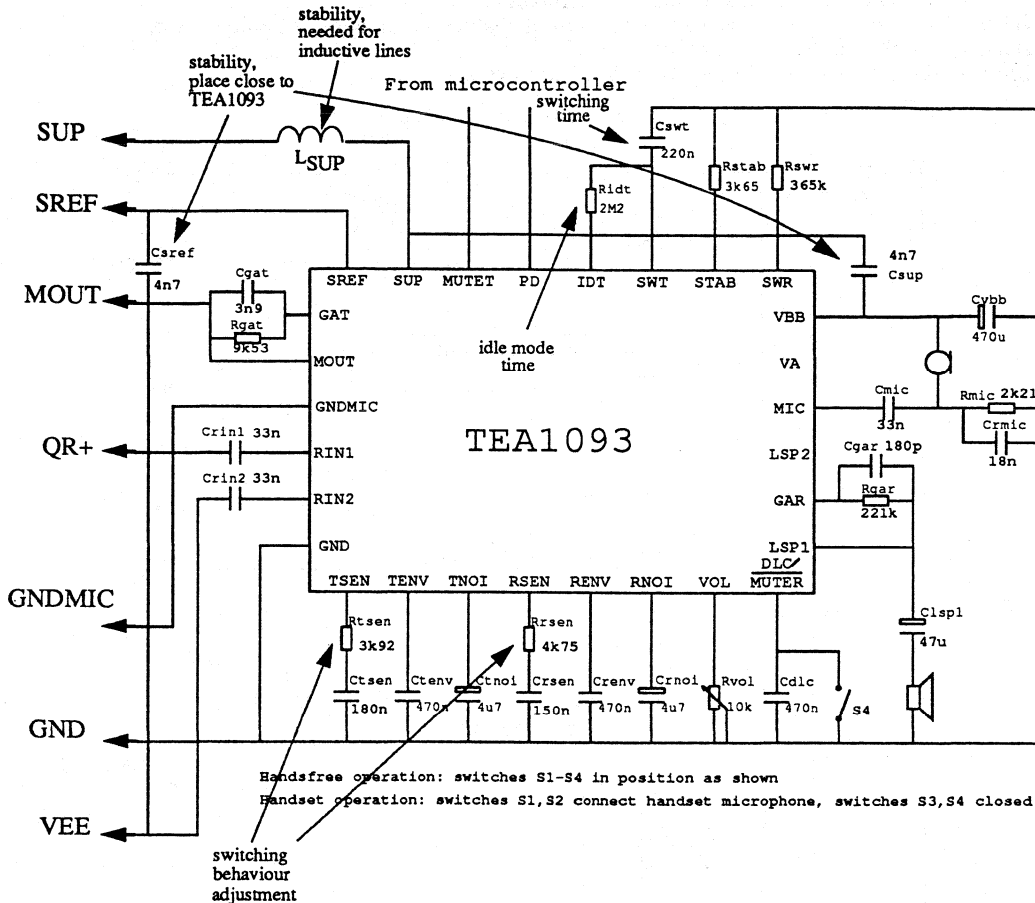 stability,
needed for
inductive lines
stability,
place close to
TEA1093
From microcontroller
switching
time
SUP
LSUP
Cswt
220n
Rstab
3k65
Rswr
365k
Ridt
2M2
SREF
Csref
4n7
4n7
Csup
MOUT
Cgat
3n9
Rgat
9k53
SREF SUP MUTET PD IDT SWT STAB SWR
GAT
VBB
Cvbb
470u
idle mode
time
MOUT
VA
GNDMIC
MIC
Cmic
33n
Rmic 2k21
Crmic
18n
QR+
Crin1 33n
RIN1
TEA1093
LSP2
Cgar 180p
Crin2 33n
RIN2
GAR
Rgar
221k
GND
LSP1
DLC/
MUTER
TSEN TENV TNOI RSEN RENV RNOI VOL
GNDMIC
Rtsen
3k92
Rrsen
4k75
Clsp1
47u
Ctsen
180n
Ctenv
470n
Ctnoi
4u7
Crsen
150n
Crenv
470n
Crnoi
4u7
Rvol
10k
Cdlc
470n
S4
GND
Handsfree operation: switches S1-S4 in position as shown
Handset operation: switches S1,S2 connect handset microphone, switches S3,S4 closed
VEE
switching
behaviour
adjustment